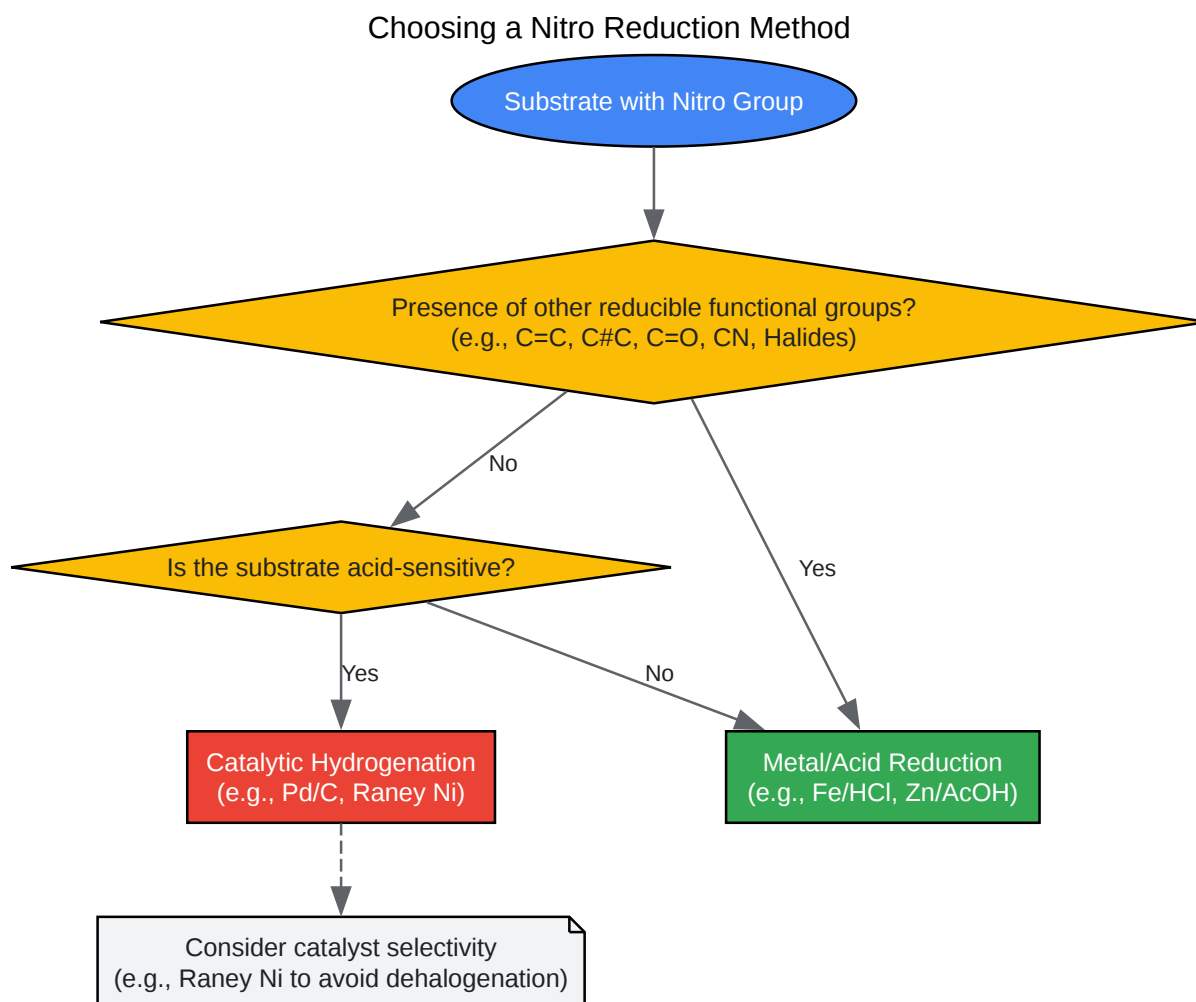 Choosing a Nitro Reduction Method
Substrate with Nitro Group
Presence of other reducible functional groups?
(e.g., C=C, C#C, C=O, CN, Halides)
No
Yes
Is the substrate acid-sensitive?
Yes
No
Catalytic Hydrogenation
(e.g., Pd/C, Raney Ni)
Metal/Acid Reduction
(e.g., Fe/HCl, Zn/AcOH)
Consider catalyst selectivity
(e.g., Raney Ni to avoid dehalogenation)